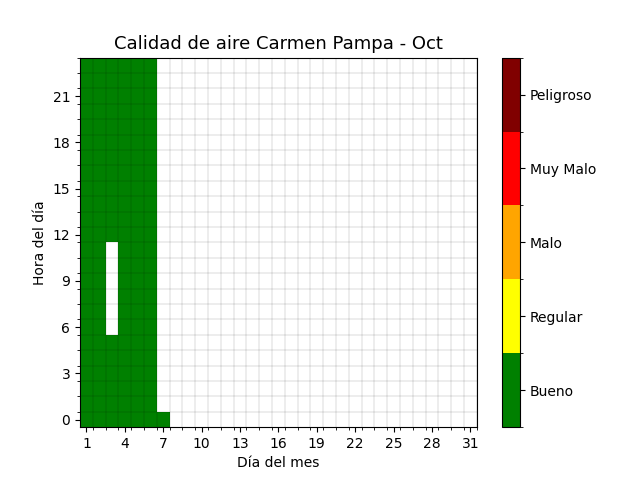 Calidad de aire Carmen Pampa - Oct
Hora del día
21
18
15
12
9
6
3
0
1 4 7 10 13 16 19 22 25 28 31
Día del mes
Peligroso
Muy Malo
Malo
Regular
Bueno